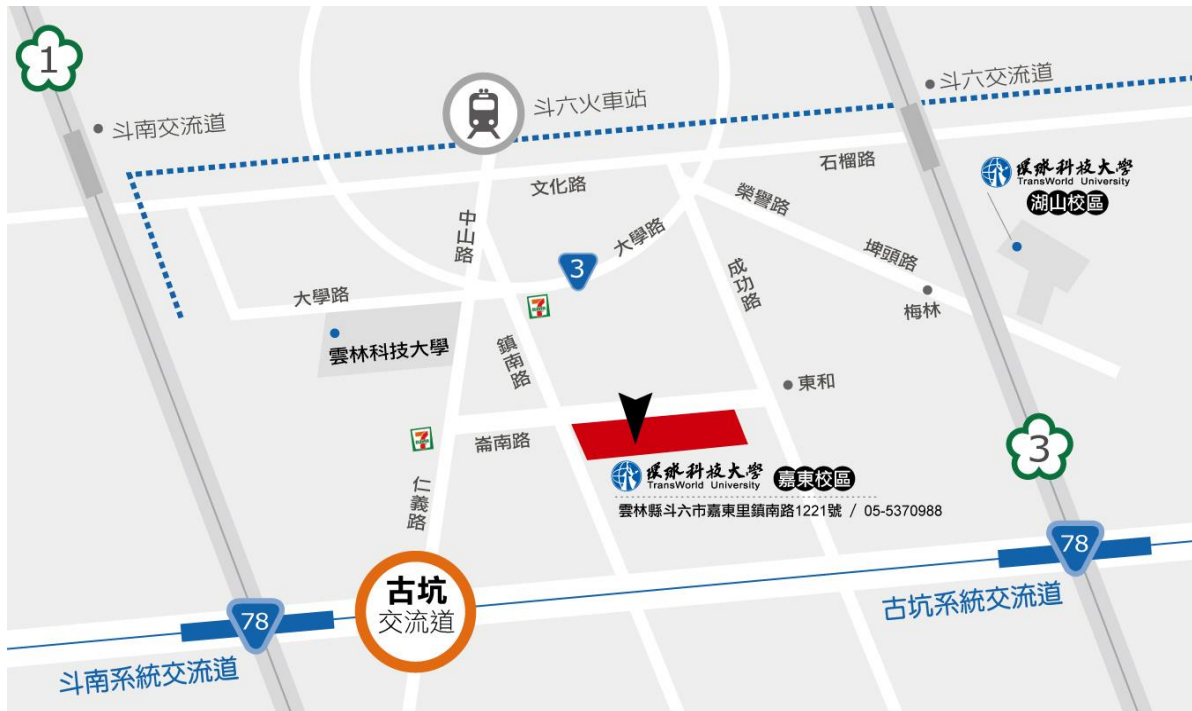 1
斗南交流道
斗六火車站
斗六交流道
石榴路
文化路
環球科技大學
TransWorld University
湖山校區
榮譽路
中山路
大學路
3
埤頭路
成功路
大學路
梅林
7
ELEVEN
雲林科技大學
鎮南路
東和
7
ELEVEN
崙南路
3
環球科技大學
TransWorld University
嘉東校區
雲林縣斗六市嘉東里鎮南路1221號 / 05-5370988
仁義路
78
古坑
交流道
古坑系統交流道
78
斗南系統交流道